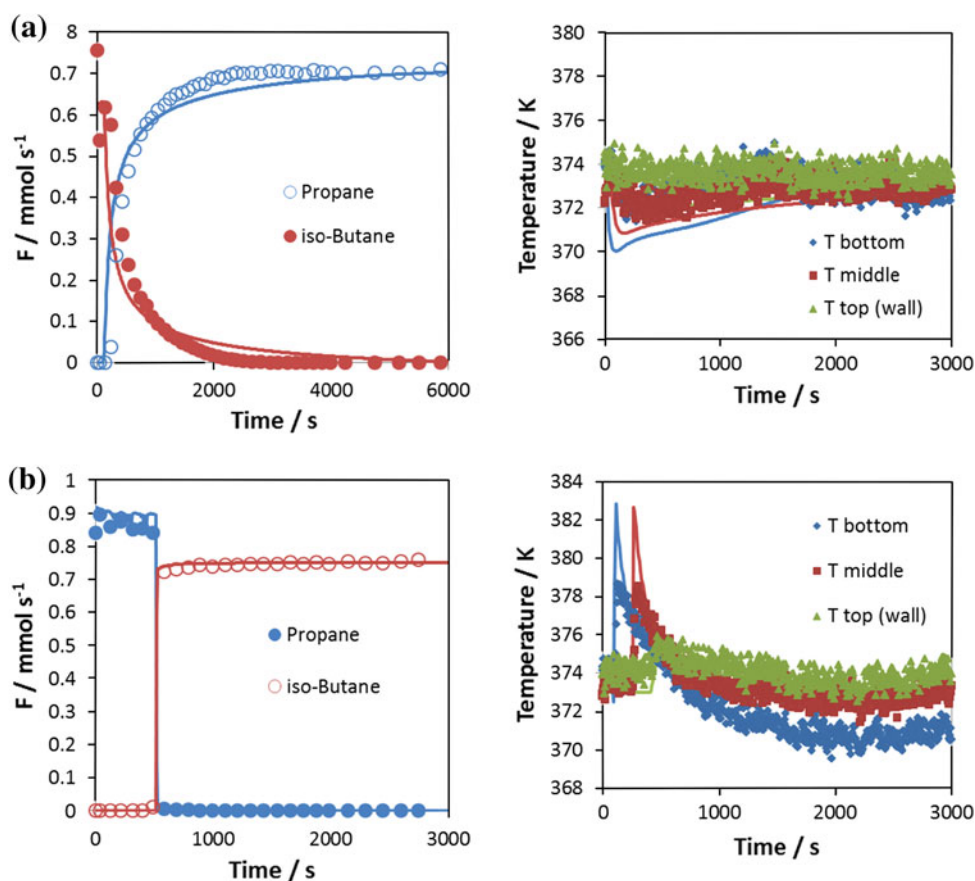 (a)
8
0.7
0.6
0.5
0.4
0.3
0.2
0.1
0
F / mmol s⁻¹
Propane
iso-Butane
0 2000 4000 6000
Time / s
380
378
376
374
372
370
368
366
Temperature / K
T bottom
T middle
T top (wall)
0 1000 2000 3000
Time / s
(b)
1
0.9
0.8
0.7
0.6
0.5
0.4
0.3
0.2
0.1
0
F / mmol s⁻¹
Propane
iso-Butane
0 1000 2000 3000
Time / s
384
382
380
378
376
374
372
370
368
Temperature / K
T bottom
T middle
T top (wall)
0 1000 2000 3000
Time / s